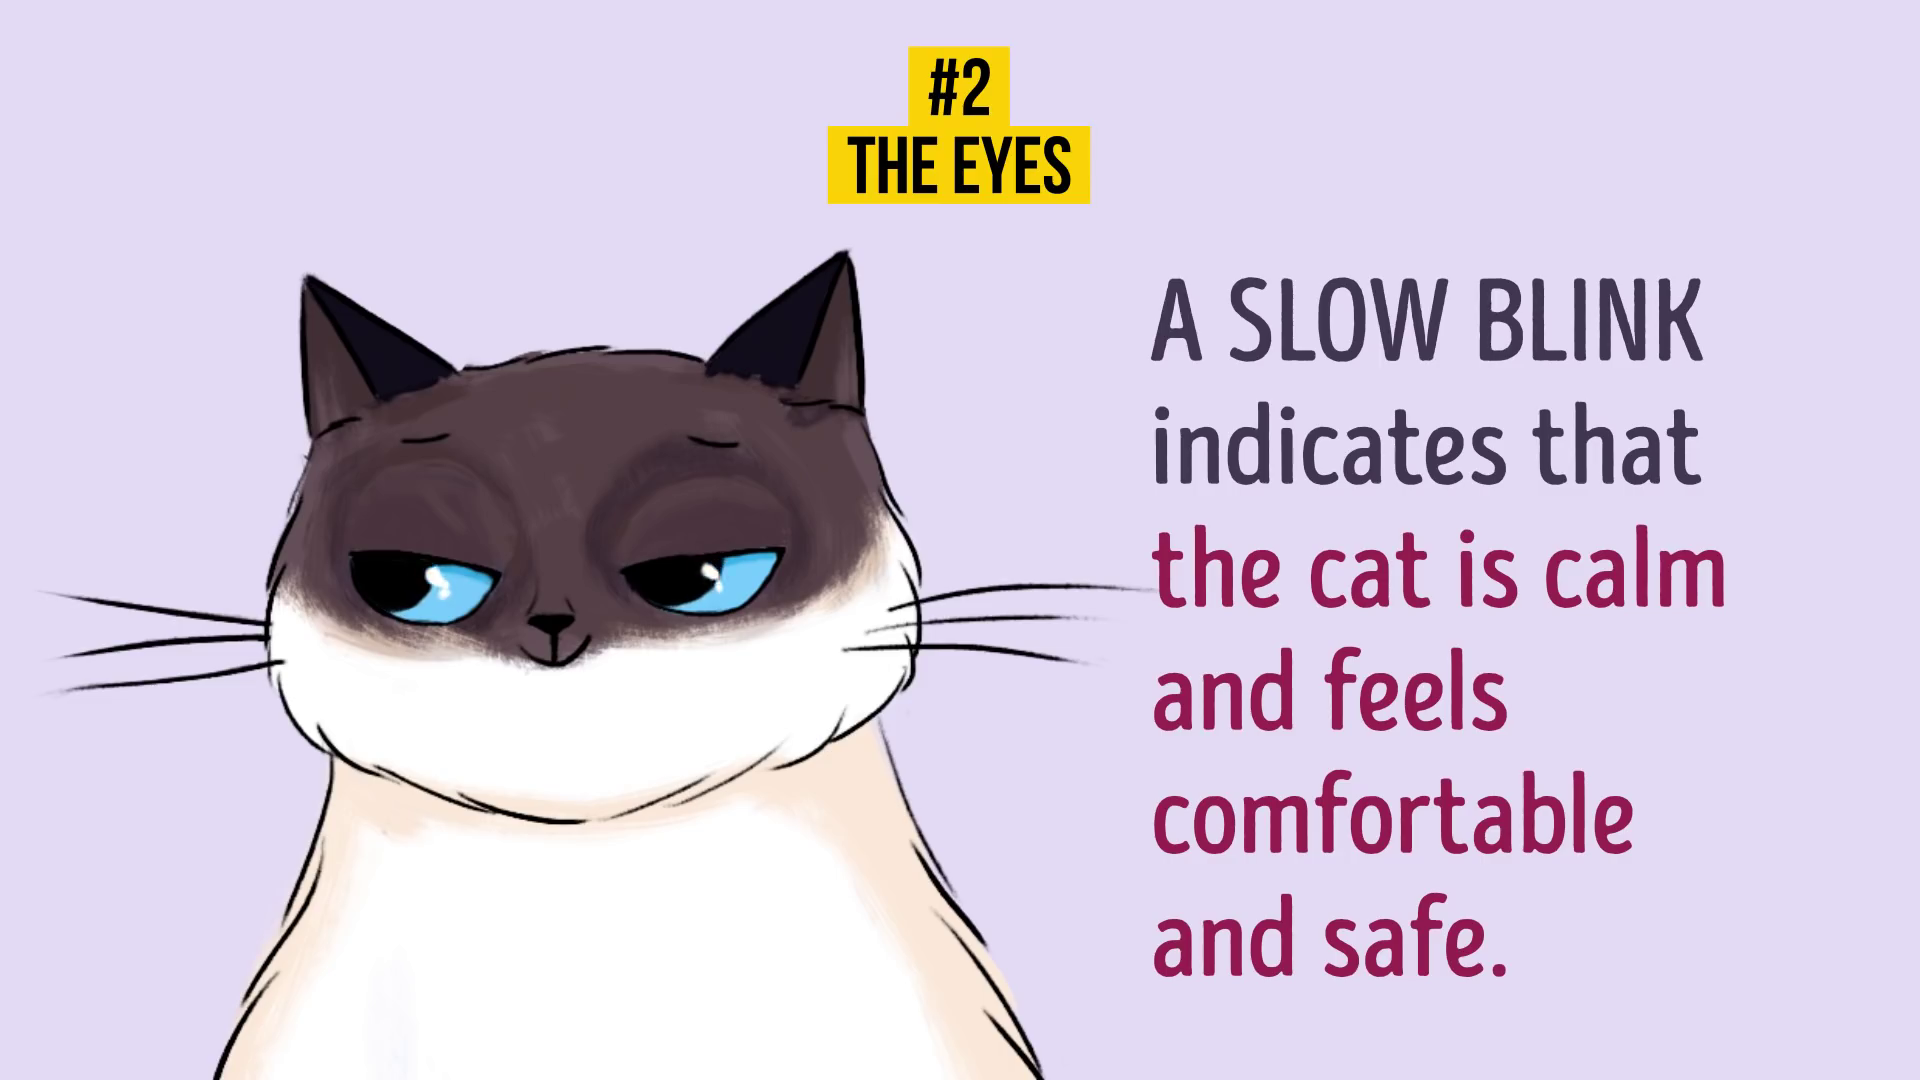 #2
THE EYES
A SLOW BLINK
indicates that
the cat is calm
and feels
comfortable
and safe.